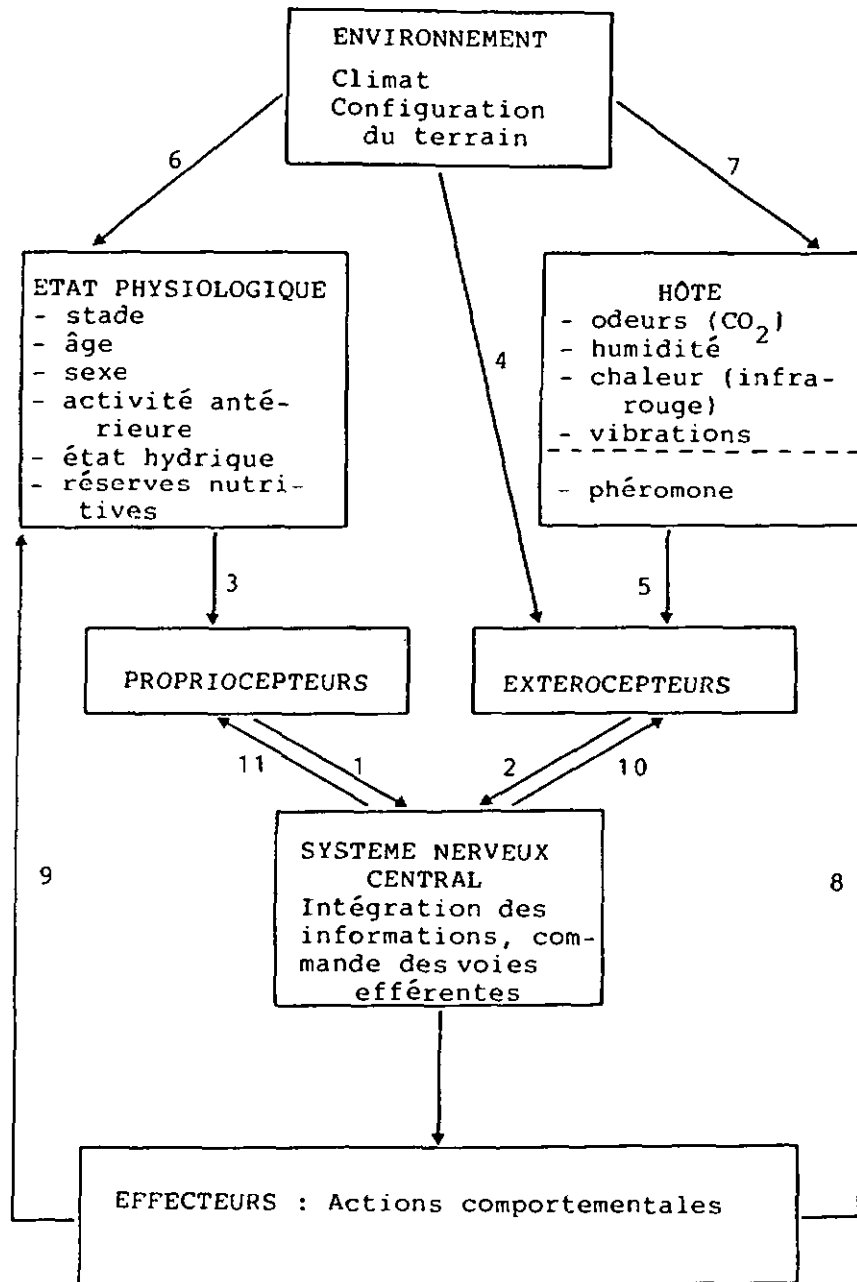 ENVIRONNEMENT
Climat
Configuration
du terrain
6
7
ETAT PHYSIOLOGIQUE
- stade
- âge
- sexe
- activité anté-
rieure
- état hydrique
- réserves nutri-
tives
4
HÔTE
- odeurs (CO2)
- humidité
- chaleur (infra-
rouge)
- vibrations
- phéromone
3
5
PROPRIOCEPTEURS
EXTEROCEPTEURS
11
1
2
10
SYSTEME NERVEUX
CENTRAL
Intégration des
informations, com-
mande des voies
efférentes
9
8
EFFECTEURS : Actions comportementales